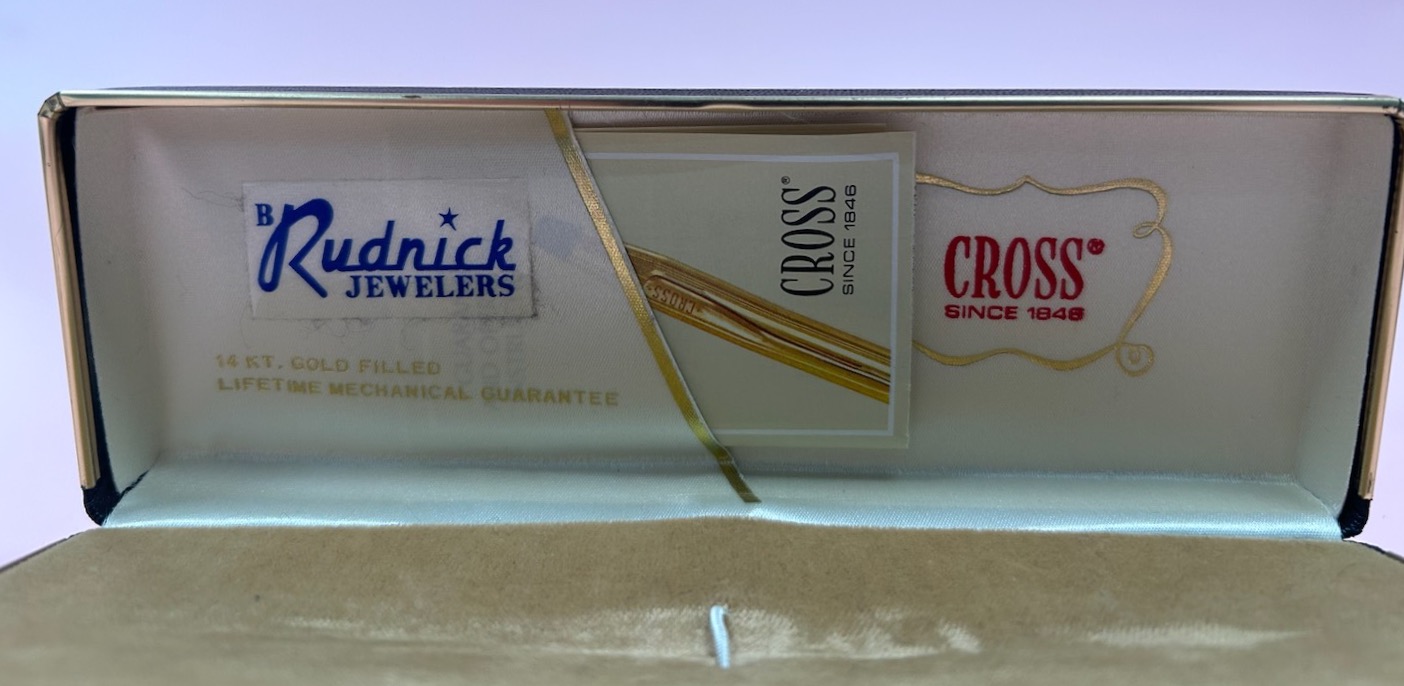 B Rudnick
JEWELERS
14 KT. GOLD FILLED
LIFETIME MECHANICAL GUARANTEE
CROSS
CROSS®
SINCE 1846
CROSS®
SINCE 1846